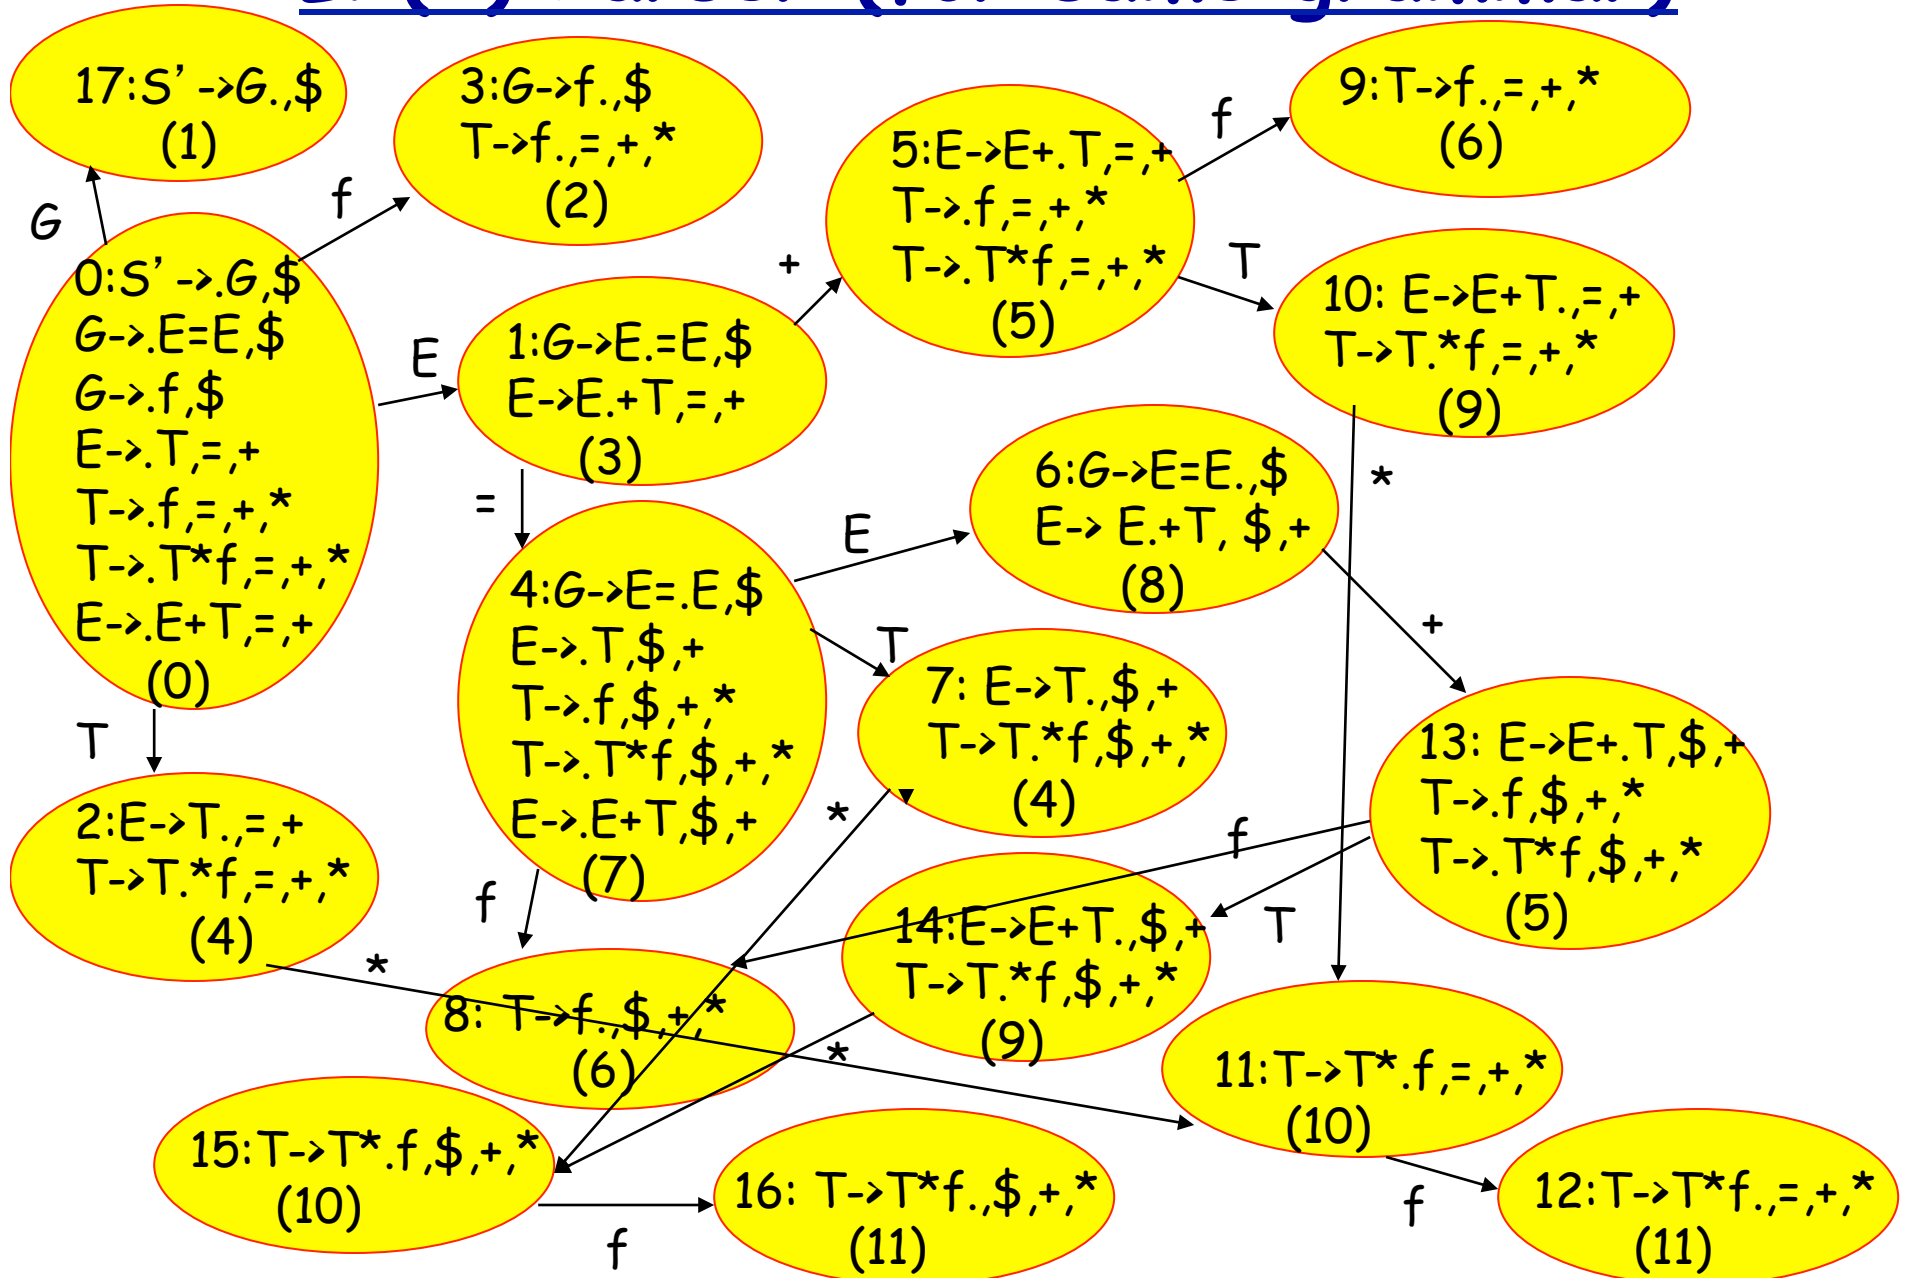 17:S’ ->G.,$
(1)
3:G->f.,$
T->f.,=,+,*
(2)
5:E->E+.T,=,+
T->.f,=,+,*
T->.T*f,=,+,*
(5)
9:T->f.,=,+,*
(6)
f
G
f
0:S’ ->.G,$
G->.E=E,$
G->.f,$
E->.T,=,+
T->.f,=,+,*
T->.T*f,=,+,*
E->.E+T,=,+
(0)
E
1:G->E.=E,$
E->E.+T,=,+
(3)
+
T
10: E->E+T.,=,+
T->T.*f,=,+,*
(9)
*
=
4:G->E=.E,$
E->.T,$,+
T->.f,$,+,*
T->.T*f,$,+,*
E->.E+T,$,+
(7)
E
6:G->E=E.,$
E-> E.+T, $,+
(8)
+
T
7: E->T.,$,+
T->T.*f,$,+,*
(4)
*
13: E->E+.T,$,+
T->.f,$,+,*
T->.T*f,$,+,*
(5)
T
2:E->T.,=,+
T->T.*f,=,+,*
(4)
*
f
f
T
14:E->E+T.,$,+
T->T.*f,$,+,*
(9)
*
8: T->f.,$,+,*
(6)
11:T->T*.f,=,+,*
(10)
15:T->T*.f,$,+,*
(10)
f
16: T->T*f.,$,+,*
(11)
f
12:T->T*f.,=,+,*
(11)